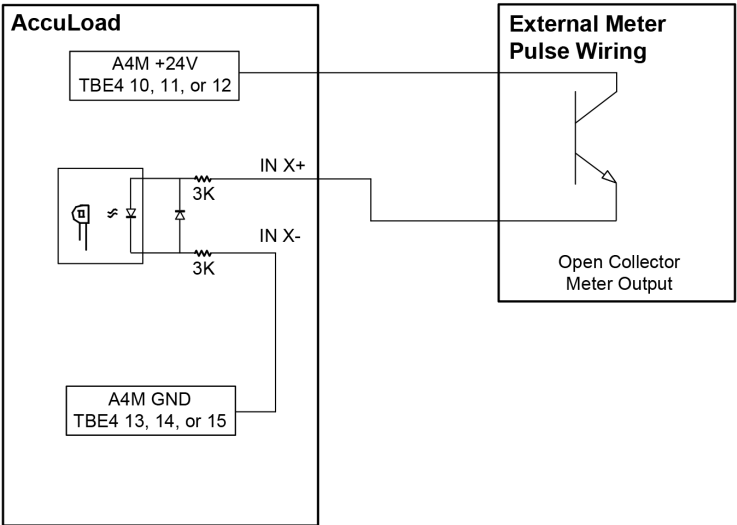 AccuLoad
A4M +24V
TBE4 10, 11, or 12
IN X+
3K
IN X-
3K
A4M GND
TBE4 13, 14, or 15
External Meter
Pulse Wiring
Open Collector
Meter Output